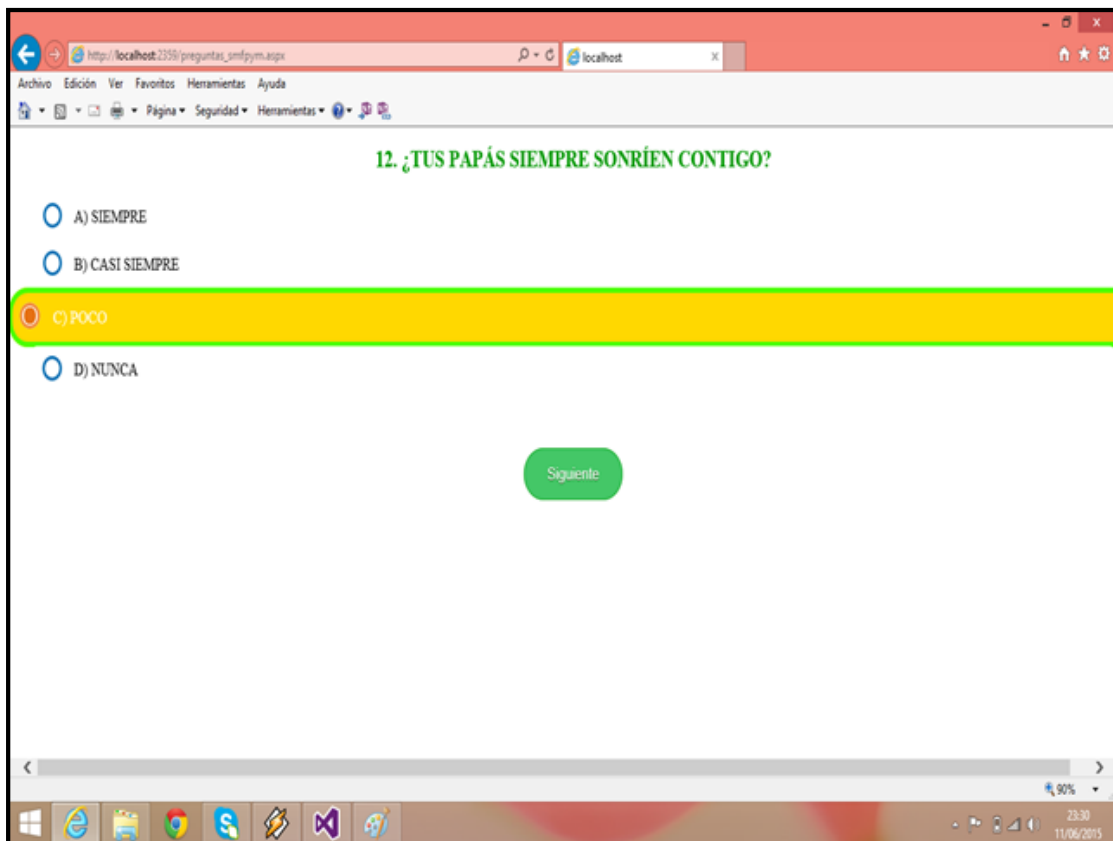 http://localhost:2359/preguntas_smfpym.aspx
localhost
Archivo Edición Ver Favoritos Herramientas Ayuda
Página Seguridad Herramientas
12. ¿TUS PAPÁS SIEMPRE SONRÍEN CONTIGO?
A) SIEMPRE
B) CASI SIEMPRE
C) POCO
D) NUNCA
Siguiente
90%
23:30
11/06/2015